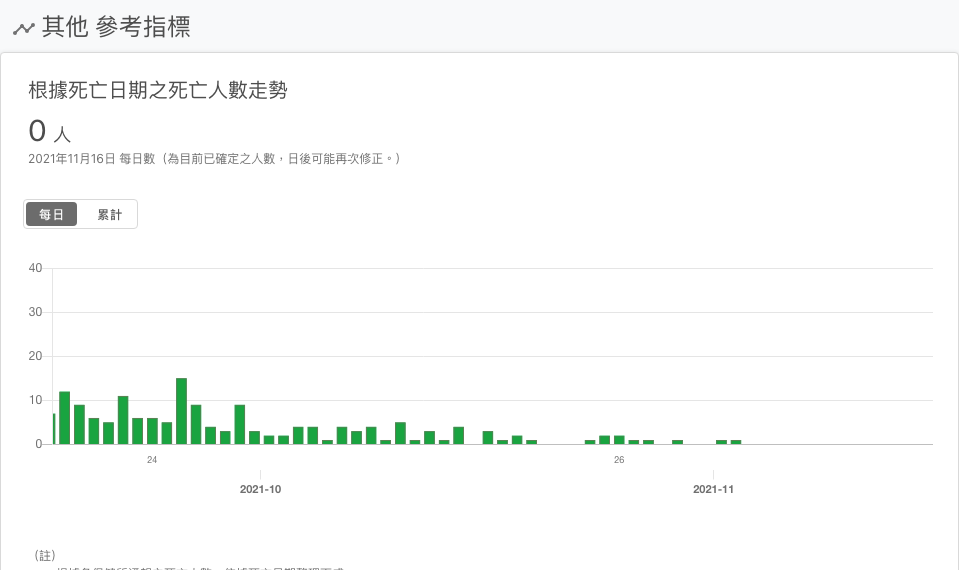 其他 參考指標
根據死亡日期之死亡人數走勢
0 人
2021年11月16日 每日數（為目前已確定之人數，日後可能再次修正。）
每日 累計
40
30
20
10
0
24 26
2021-10 2021-11
（註）